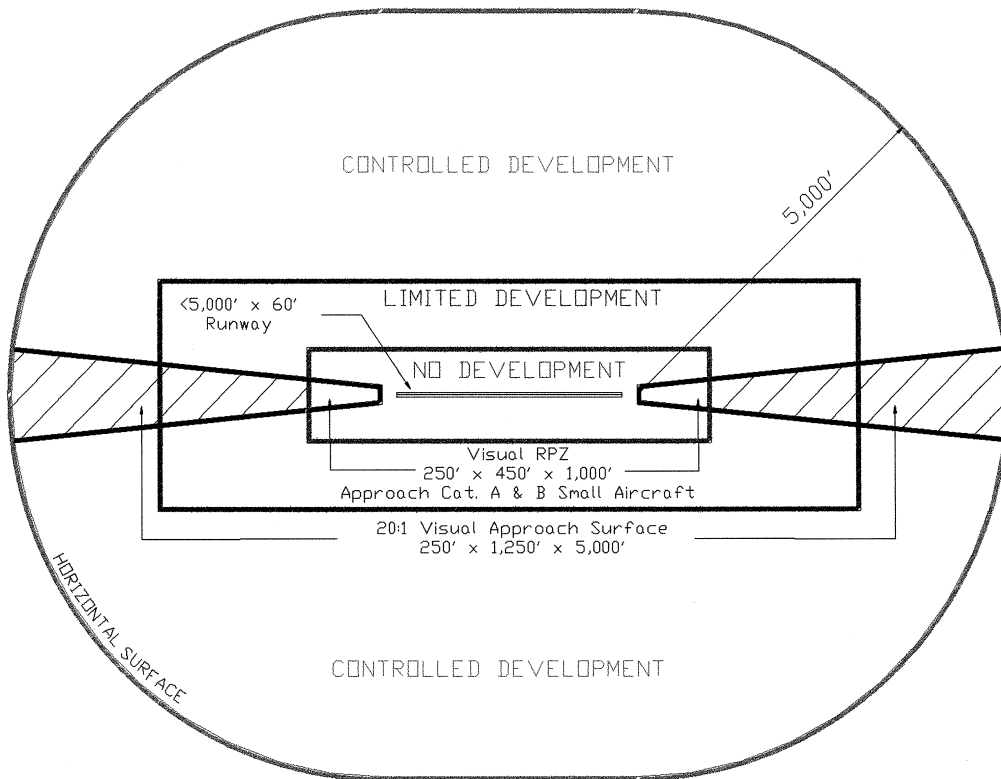 CONTROLLED DEVELOPMENT
5,000'
LIMITED DEVELOPMENT
<5,000' x 60'
Runway
NO DEVELOPMENT
Visual RPZ
250' x 450' x 1,000'
Approach Cat. A & B Small Aircraft
20:1 Visual Approach Surface
250' x 1,250' x 5,000'
HORIZONTAL SURFACE
CONTROLLED DEVELOPMENT